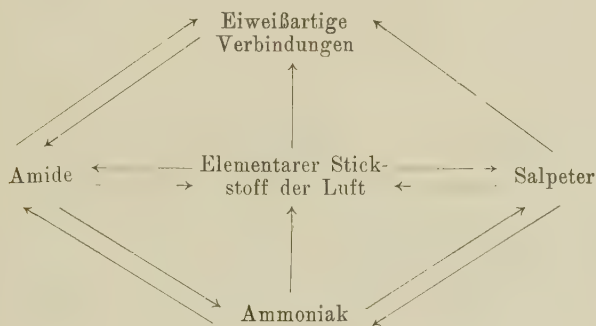 Eiweißartige
Verbindungen
Amide
Elementarer Stick-
stoff der Luft
Salpeter
Ammoniak